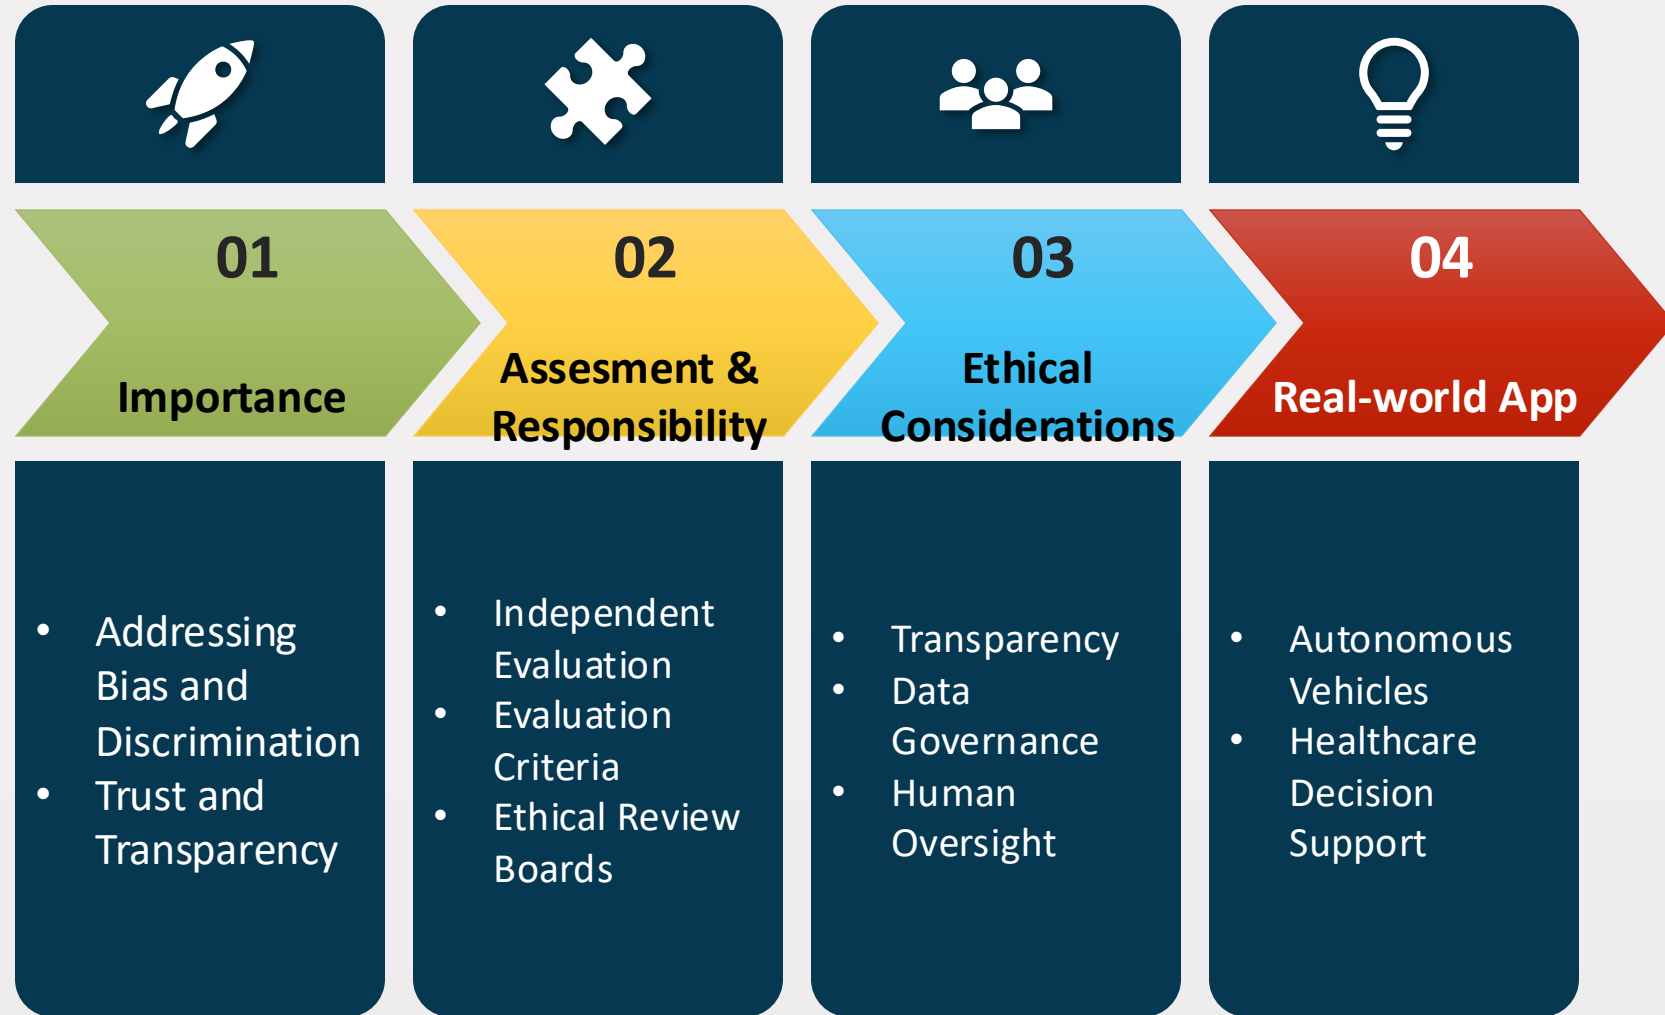 01
Importance
• Addressing
Bias and
Discrimination
• Trust and
Transparency
02
Assesment &
Responsibility
• Independent
Evaluation
• Evaluation
Criteria
• Ethical Review
Boards
03
Ethical
Considerations
• Transparency
• Data
Governance
• Human
Oversight
04
Real-world App
• Autonomous
Vehicles
• Healthcare
Decision
Support